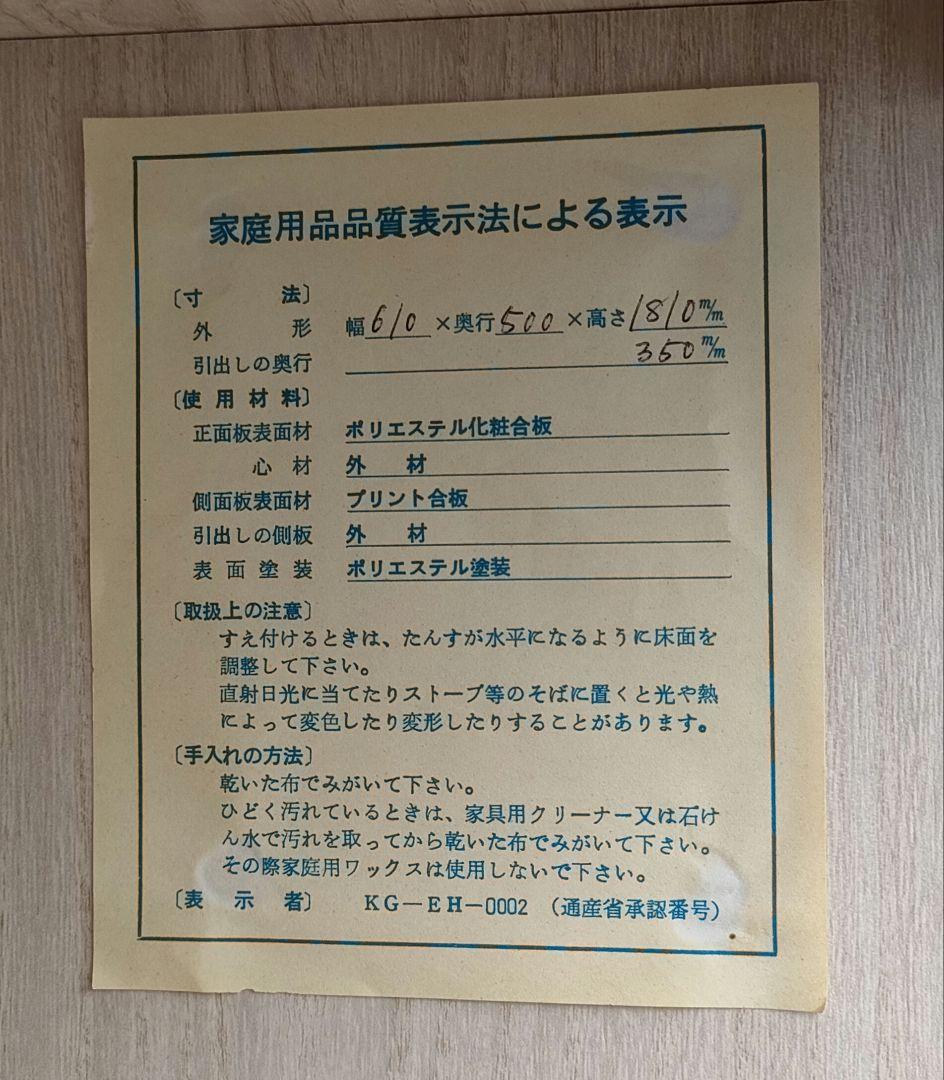 家庭用品品質表示法による表示
〔寸法〕
外形 幅610×奥行500×高さ1810m/m
引出しの奥行 350m/m
〔使用材料〕
正面板表面材 ポリエステル化粧合板
心材 外材
側面板表面材 プリント合板
引出しの側板 外材
表面塗装 ポリエステル塗装
〔取扱上の注意〕
すえ付けるときは、たんすが水平になるように床面を
調整して下さい。
直射日光に当てたりストーブ等のそばに置くと光や熱
によって変色したり変形したりすることがあります。
〔手入れの方法〕
乾いた布でみがいて下さい。
ひどく汚れているときは、家具用クリーナー又は石け
ん水で汚れを取ってから乾いた布でみがいて下さい。
その際家庭用ワックスは使用しないで下さい。
〔表示者〕 KG—EH—0002 (通産省承認番号)